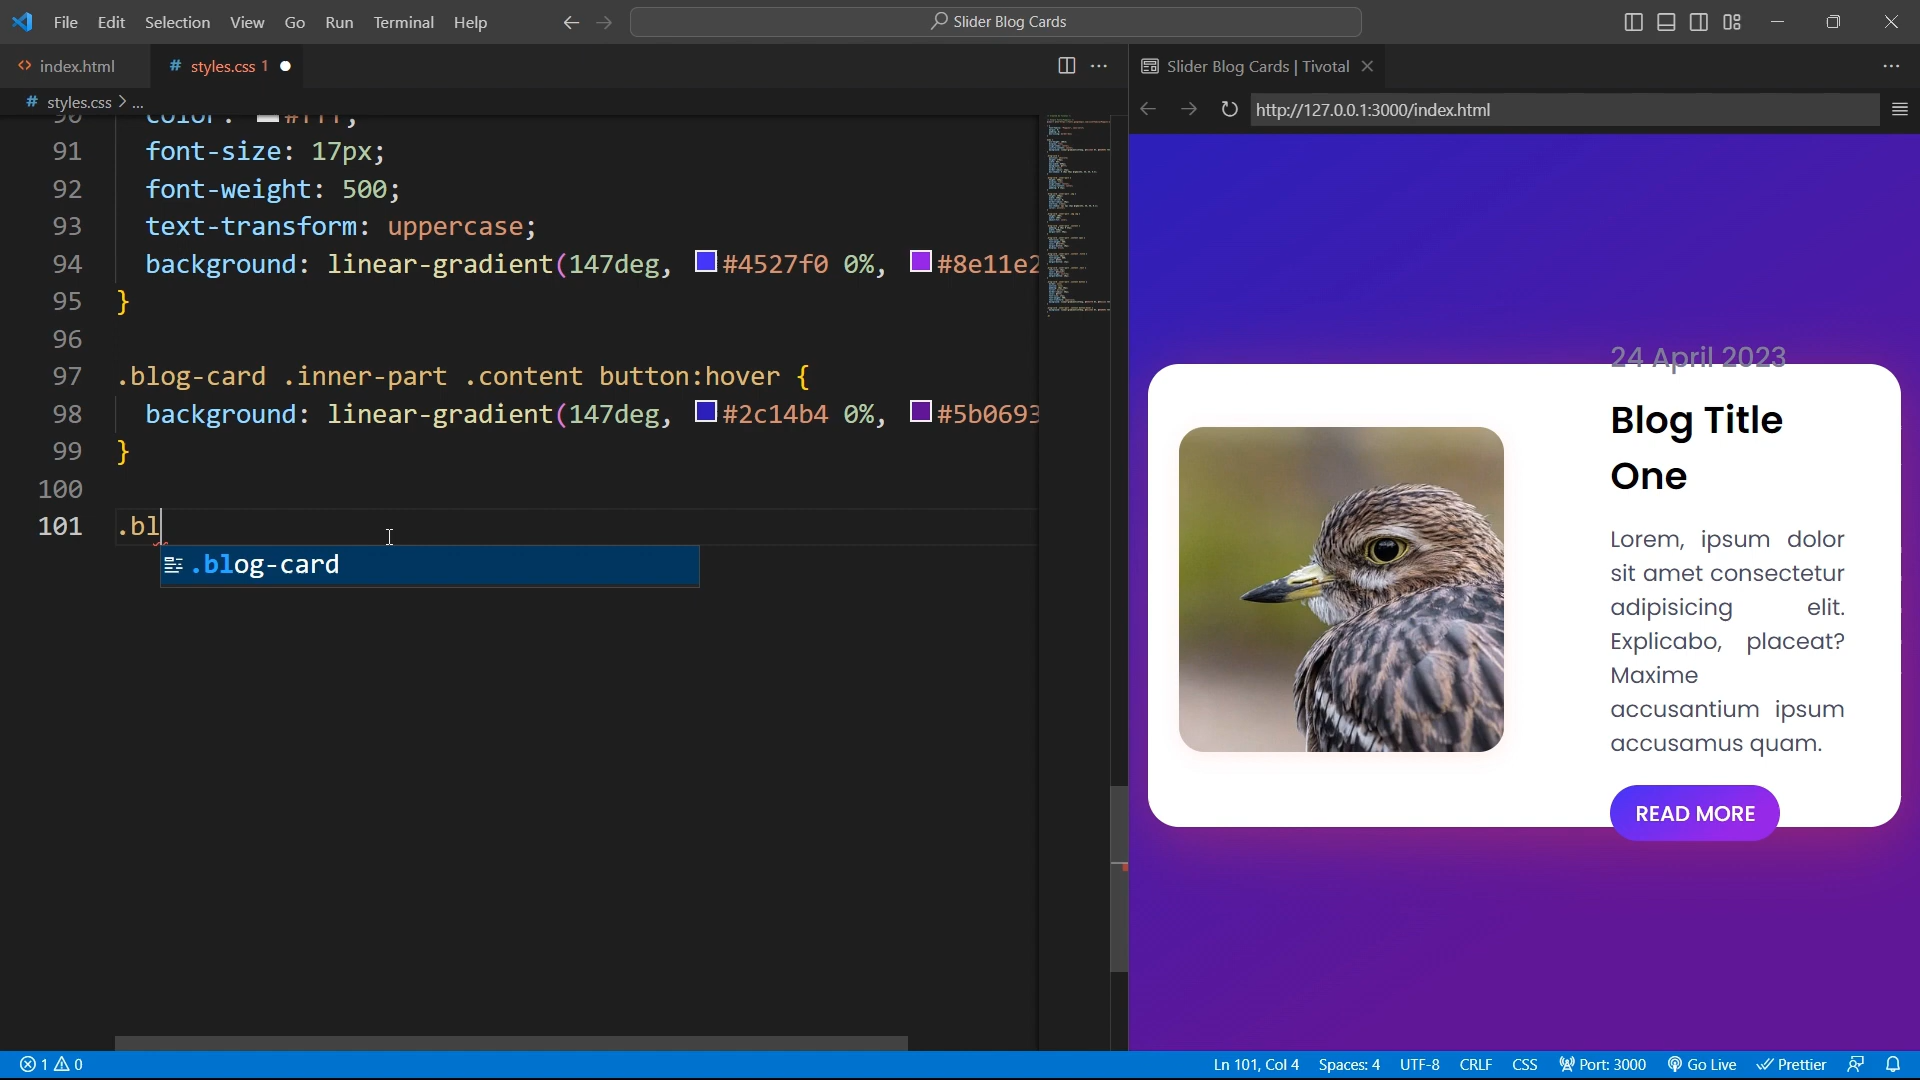 File Edit Selection View Go Run Terminal Help
Slider Blog Cards
index.html
# styles.css 1
Slider Blog Cards | Tivotal
# styles.css > ...
http://127.0.0.1:3000/index.html
90 color: #fff;
91 font-size: 17px;
92 font-weight: 500;
93 text-transform: uppercase;
94 background: linear-gradient(147deg, #4527f0 0%, #8e11e2
95 }
96
97 .blog-card .inner-part .content button:hover {
98 background: linear-gradient(147deg, #2c14b4 0%, #5b0693
99 }
100
101 .bl
.blog-card
24 April 2023
Blog Title
One
Lorem, ipsum dolor
sit amet consectetur
adipisicing elit.
Explicabo, placeat?
Maxime
accusantium ipsum
accusamus quam.
READ MORE
1 0
Ln 101, Col 4 Spaces: 4 UTF-8 CRLF CSS Port: 3000 Go Live Prettier